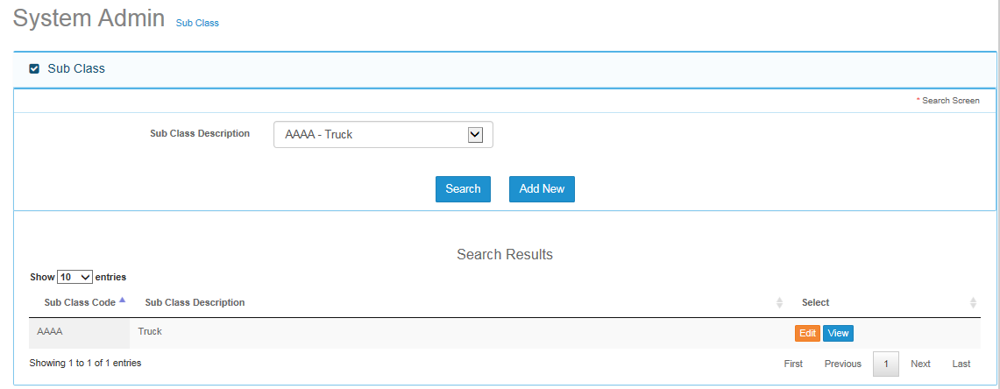 System Admin Sub Class
Sub Class
* Search Screen
Sub Class Description AAAA - Truck
Search Add New
Search Results
Show 10 entries
Sub Class Code Sub Class Description Select
AAAA Truck Edit View
Showing 1 to 1 of 1 entries First Previous 1 Next Last